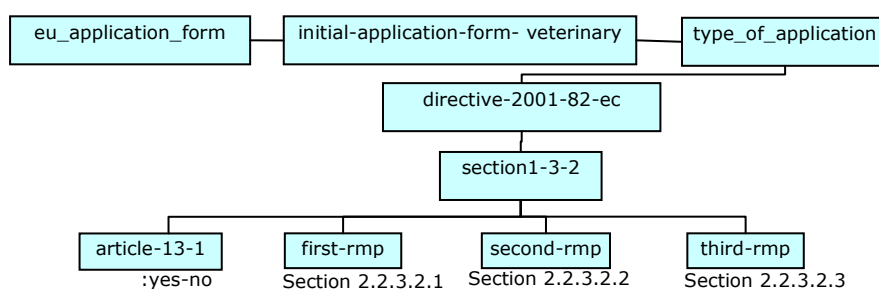 eu_application_form
initial-application-form- veterinary
type_of_application
directive-2001-82-ec
section1-3-2
article-13-1
first-rmp
second-rmp
third-rmp
:yes-no
Section 2.2.3.2.1
Section 2.2.3.2.2
Section 2.2.3.2.3